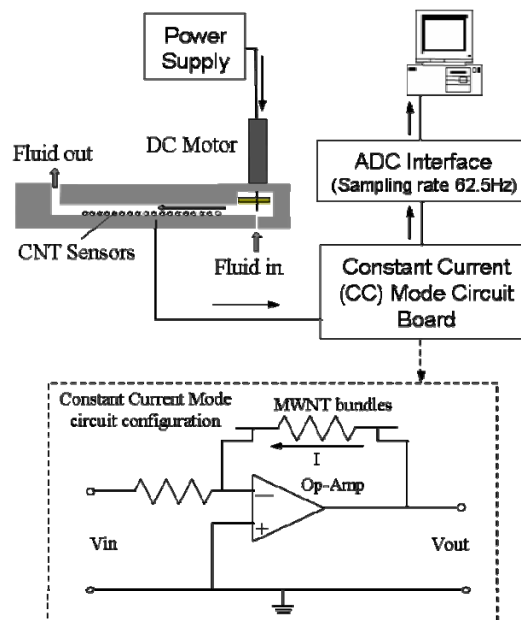 Power
Supply
DC Motor
Fluid out
CNT Sensors
Fluid in
ADC Interface
(Sampling rate 62.5Hz)
Constant Current
(CC) Mode Circuit
Board
Constant Current Mode
circuit configuration
MWNT bundles
I
Op-Amp
−
+
Vin
Vout